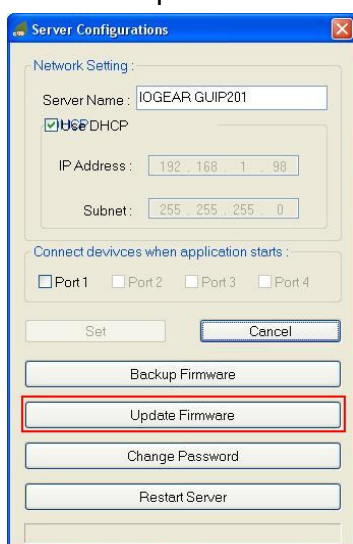 Server Configurations
Network Setting :
Server Name : IOGEAR GUIP201
Use DHCP
IP Address : 192 . 168 . 1 . 98
Subnet : 255 . 255 . 255 . 0
Connect devivces when application starts :
Port 1 Port 2 Port 3 Port 4
Set Cancel
Backup Firmware
Update Firmware
Change Password
Restart Server